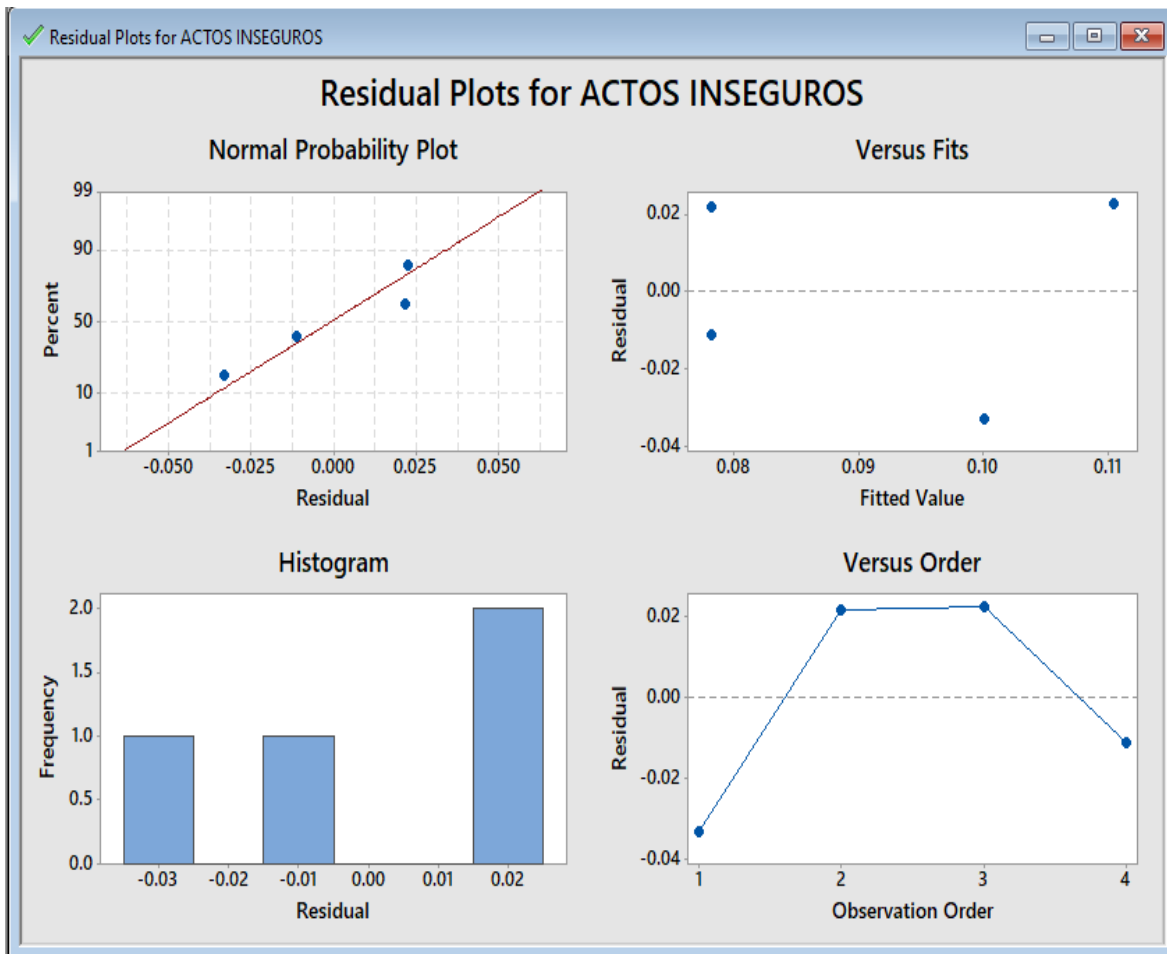 Residual Plots for ACTOS INSEGUROS
Residual Plots for ACTOS INSEGUROS
Normal Probability Plot
99
90
50
10
1
Percent
-0.050 -0.025 0.000 0.025 0.050
Residual
Versus Fits
0.02
0.00
-0.02
-0.04
Residual
0.08 0.09 0.10 0.11
Fitted Value
Histogram
2.0
1.5
1.0
0.5
0.0
Frequency
-0.03 -0.02 -0.01 0.00 0.01 0.02
Residual
Versus Order
0.02
0.00
-0.02
-0.04
Residual
1 2 3 4
Observation Order